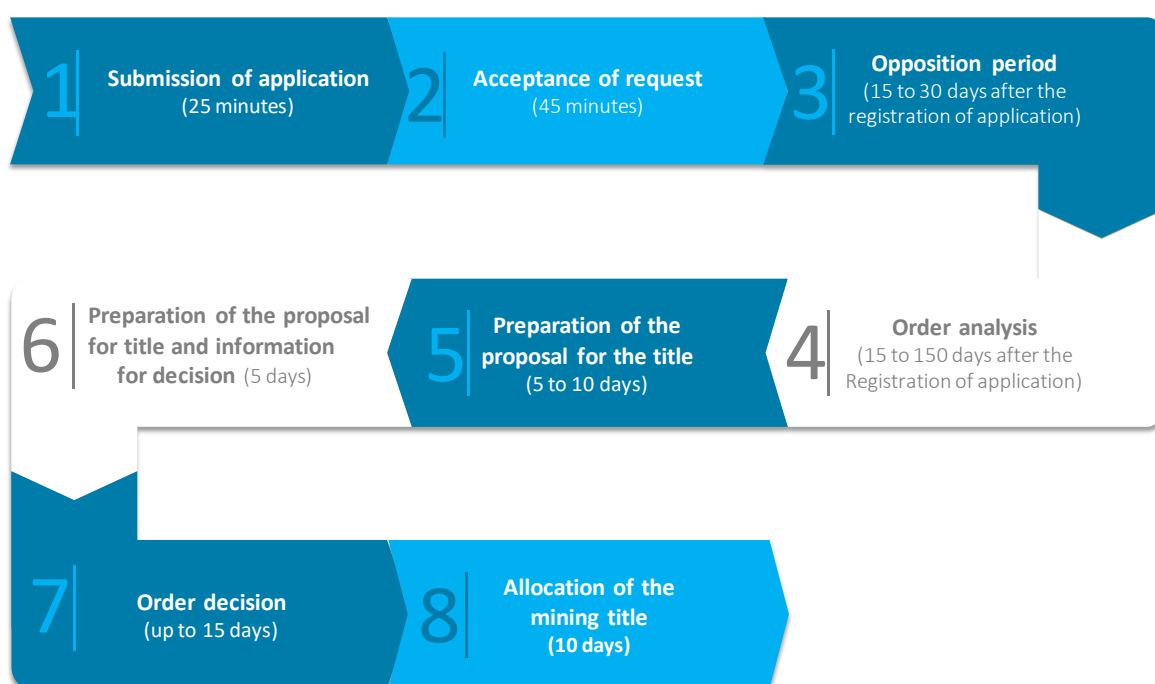 1
Submission of application
(25 minutes)
2
Acceptance of request
(45 minutes)
3
Opposition period
(15 to 30 days after the
registration of application)
4
Order analysis
(15 to 150 days after the
Registration of application)
5
Preparation of the
proposal for the title
(5 to 10 days)
6
Preparation of the proposal
for title and information
for decision (5 days)
7
Order decision
(up to 15 days)
8
Allocation of the
mining title
(10 days)